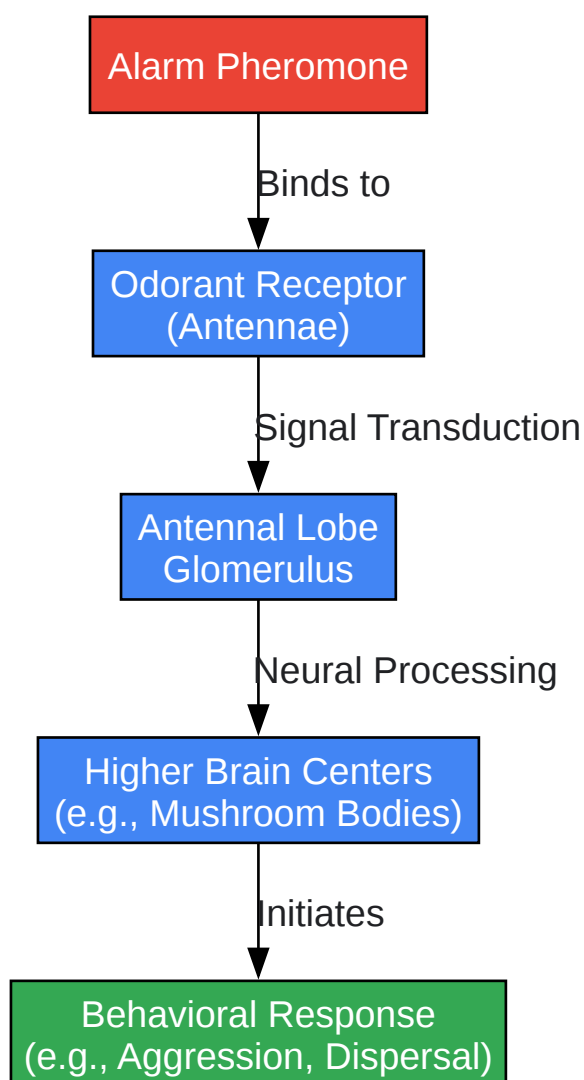 Alarm Pheromone
Binds to
Odorant Receptor
(Antennae)
Signal Transduction
Antennal Lobe
Glomerulus
Neural Processing
Higher Brain Centers
(e.g., Mushroom Bodies)
Initiates
Behavioral Response
(e.g., Aggression, Dispersal)